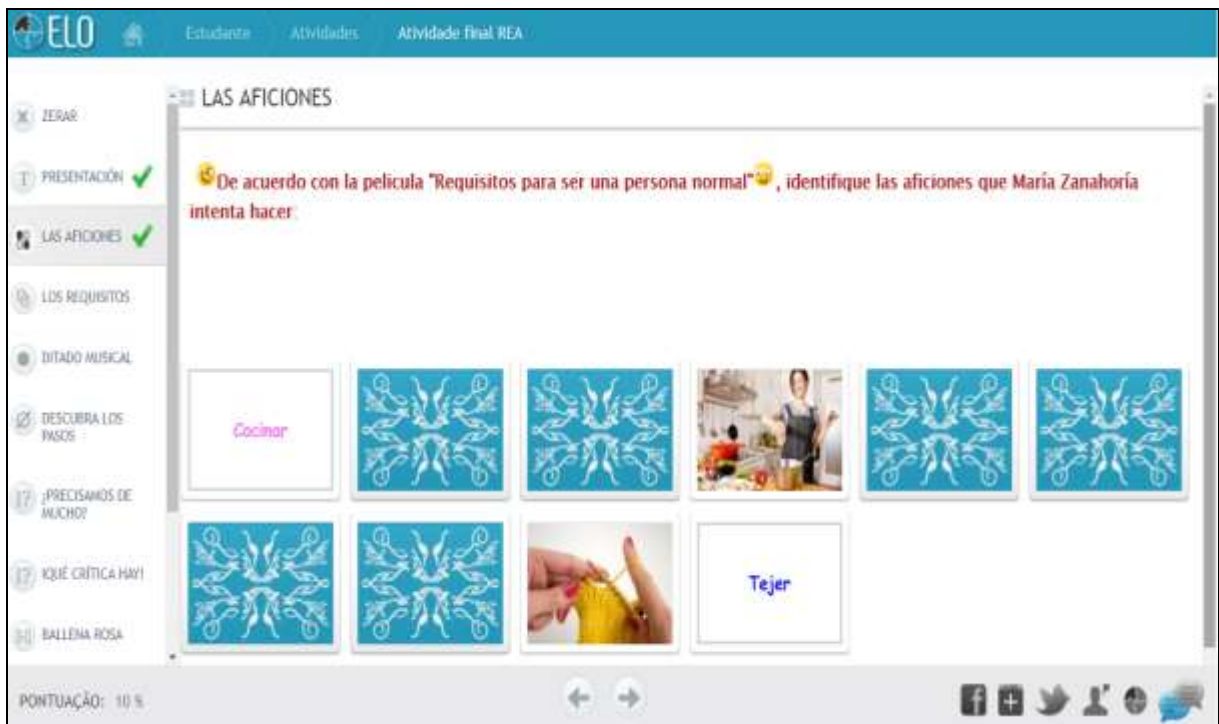 ELO
Estudante
Atividades
Atividade final REA
ZERAR
PRESENTACIÓN
LAS AFICIONES
LOS REQUISITOS
DITADO MUSICAL
DESCUBRA LOS
PASOS
¿PRECISAMOS DE
MUCHO?
!QUÉ CRÍTICA HAY!
BALLENA ROSA
LAS AFICIONES
De acuerdo con la pelicula "Requisitos para ser una persona normal" , identifique las aficiones que María Zanahoría
intenta hacer:
Cocinar
Tejer
PONTUAÇÃO: 10 %